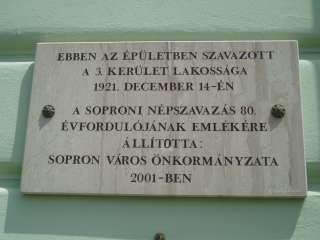 EBBEN AZ ÉPÜLETBEN SZAVAZOTT
A 3. KERÜLET LAKOSSÁGA
1921. DECEMBER 14-ÉN
A SOPRONI NÉPSZAVAZÁS 80.
ÉVFORDULÓJÁNAK EMLÉKÉRE
ÁLLÍTOTTA:
SOPRON VÁROS ÖNKORMÁNYZATA
2001-BEN